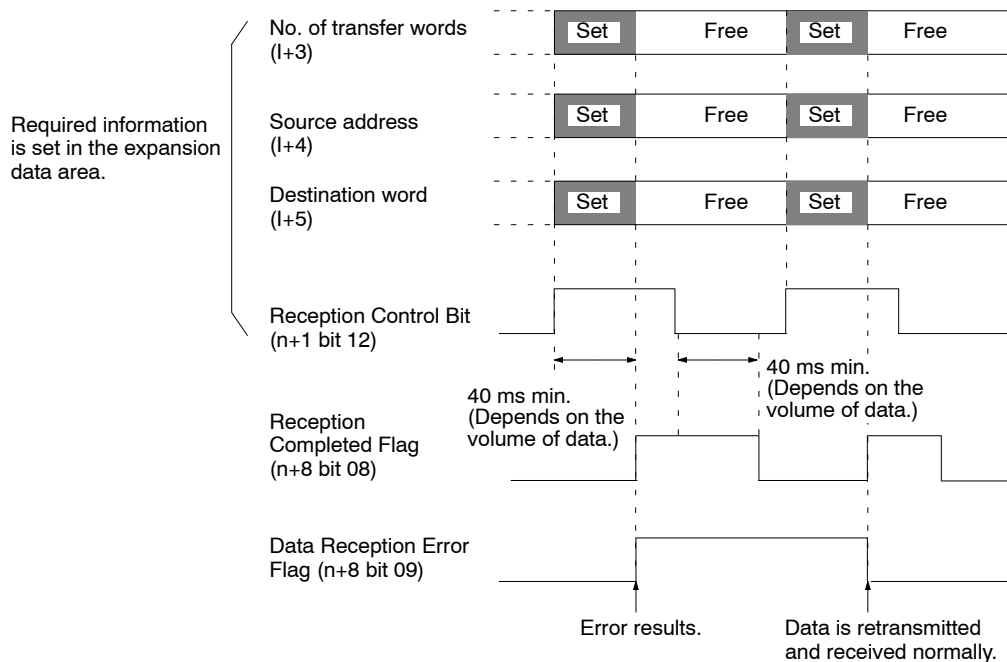 No. of transfer words
(I+3)
Set
Free
Set
Free
Required information
is set in the expansion
data area.
Source address
(I+4)
Set
Free
Set
Free
Destination word
(I+5)
Set
Free
Set
Free
Reception Control Bit
(n+1 bit 12)
40 ms min.
(Depends on the
volume of data.)
40 ms min.
(Depends on the
volume of data.)
Reception
Completed Flag
(n+8 bit 08)
Data Reception Error
Flag (n+8 bit 09)
Error results.
Data is retransmitted
and received normally.